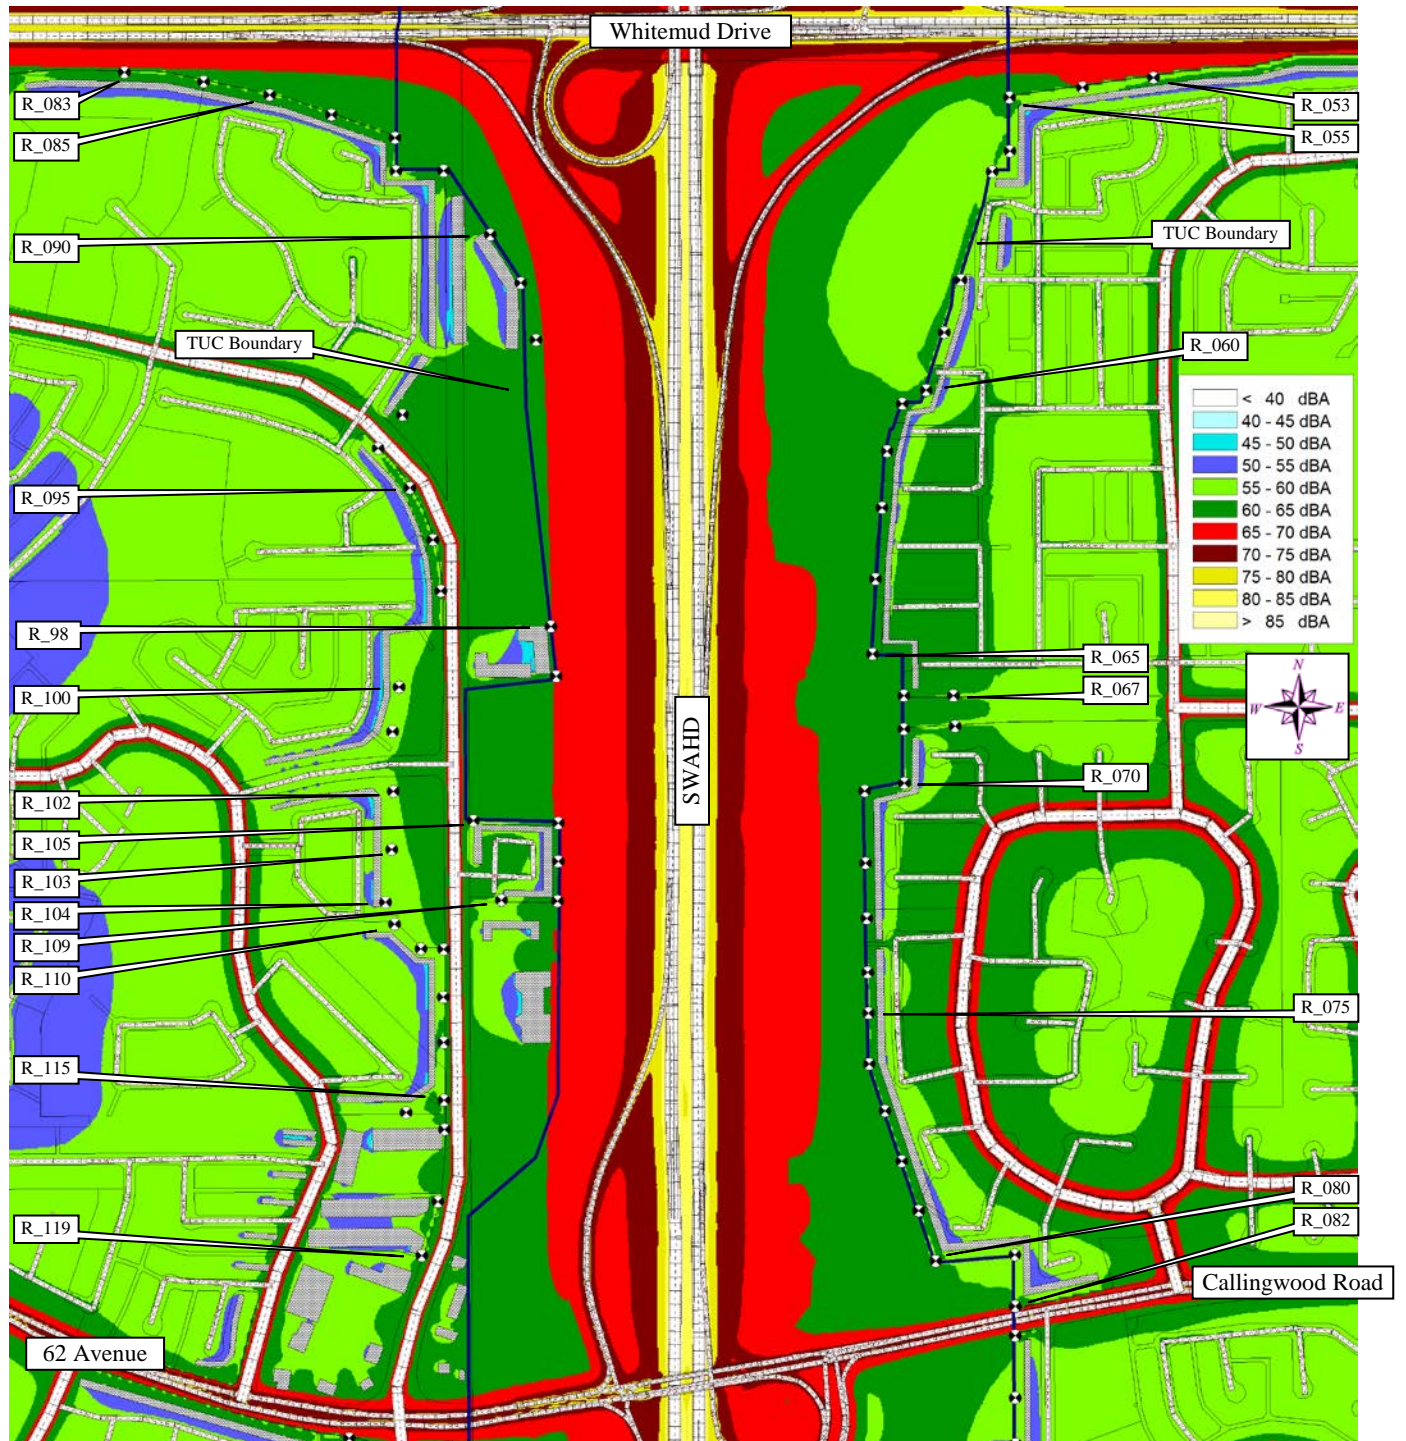 Whitemud Drive
R_083
R_085
R_053
R_055
R_090
TUC Boundary
TUC Boundary
R_060
< 40 dBA
40 - 45 dBA
45 - 50 dBA
50 - 55 dBA
55 - 60 dBA
60 - 65 dBA
65 - 70 dBA
70 - 75 dBA
75 - 80 dBA
80 - 85 dBA
> 85 dBA
R_095
R_98
R_100
R_065
R_067
N
W E
S
SWAHD
R_070
R_102
R_105
R_103
R_104
R_109
R_110
R_075
R_115
R_080
R_082
R_119
Callingwood Road
62 Avenue